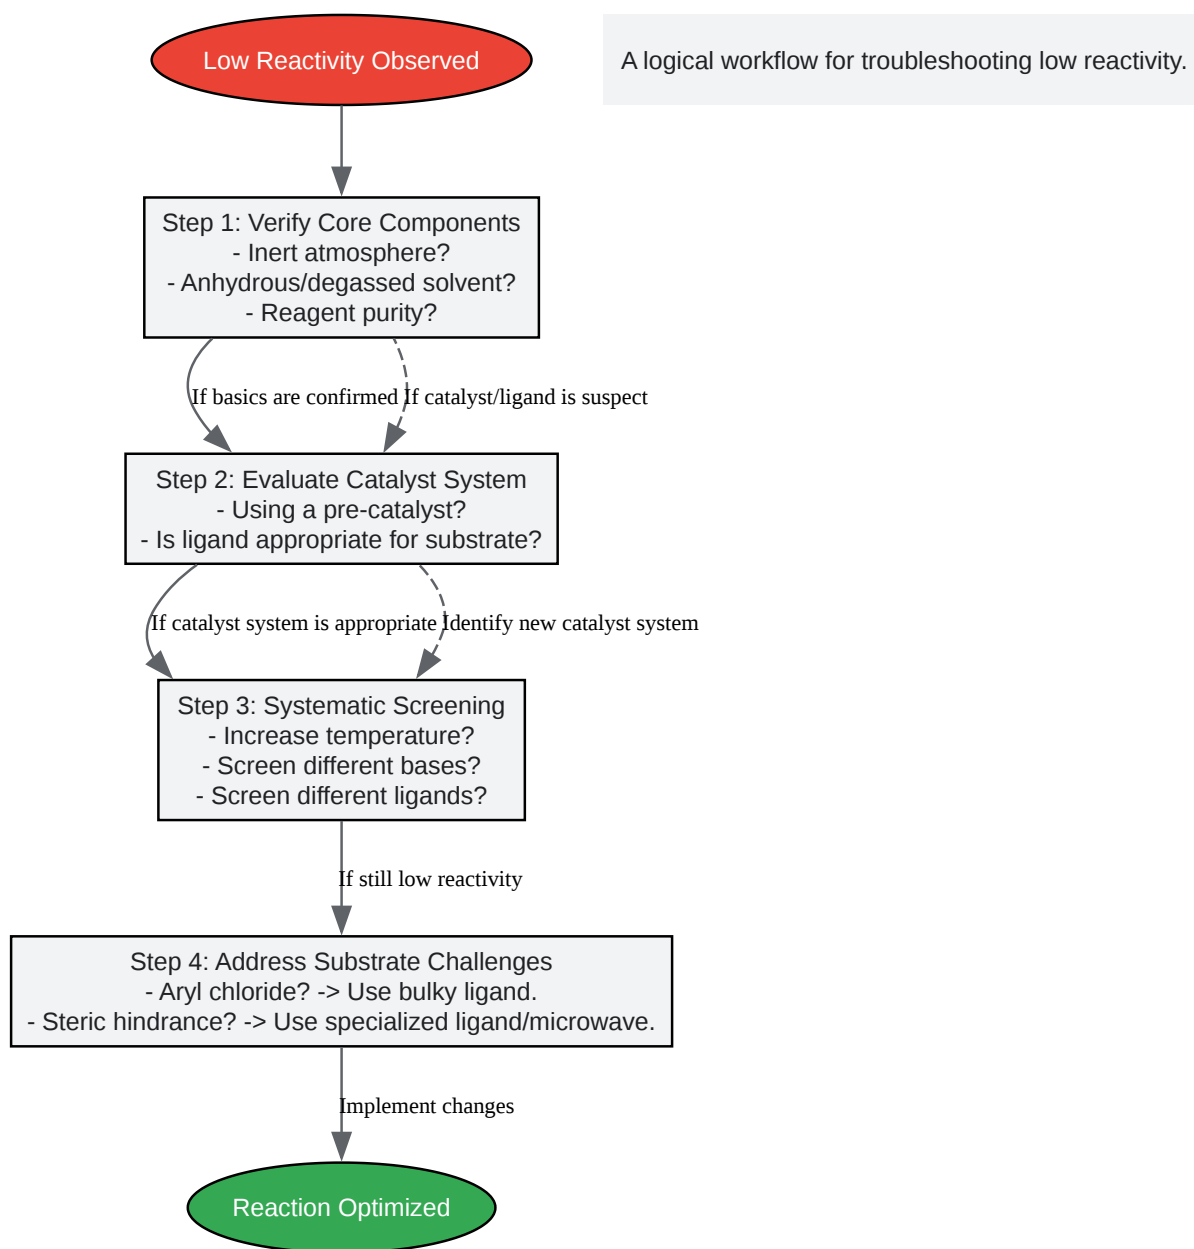 Low Reactivity Observed
A logical workflow for troubleshooting low reactivity.
Step 1: Verify Core Components
- Inert atmosphere?
- Anhydrous/degassed solvent?
- Reagent purity?
If basics are confirmed
If catalyst/ligand is suspect
Step 2: Evaluate Catalyst System
- Using a pre-catalyst?
- Is ligand appropriate for substrate?
If catalyst system is appropriate
Identify new catalyst system
Step 3: Systematic Screening
- Increase temperature?
- Screen different bases?
- Screen different ligands?
If still low reactivity
Step 4: Address Substrate Challenges
- Aryl chloride? -> Use bulky ligand.
- Steric hindrance? -> Use specialized ligand/microwave.
Implement changes
Reaction Optimized